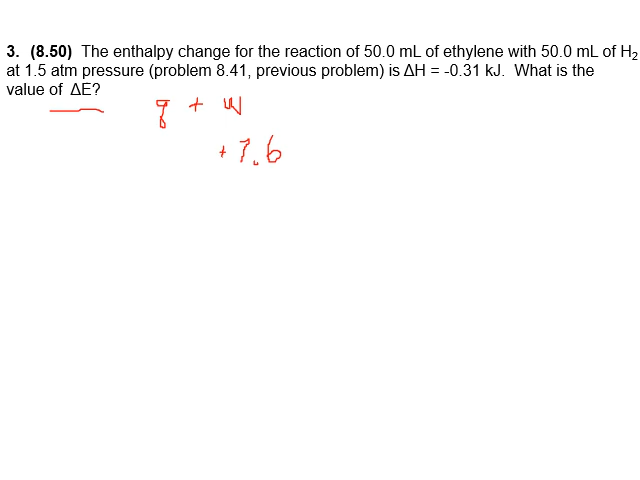 3. (8.50) The enthalpy change for the reaction of 50.0 mL of ethylene with 50.0 mL of H₂
at 1.5 atm pressure (problem 8.41, previous problem) is ΔH = -0.31 kJ. What is the
value of ΔE?
q + w
+7.6